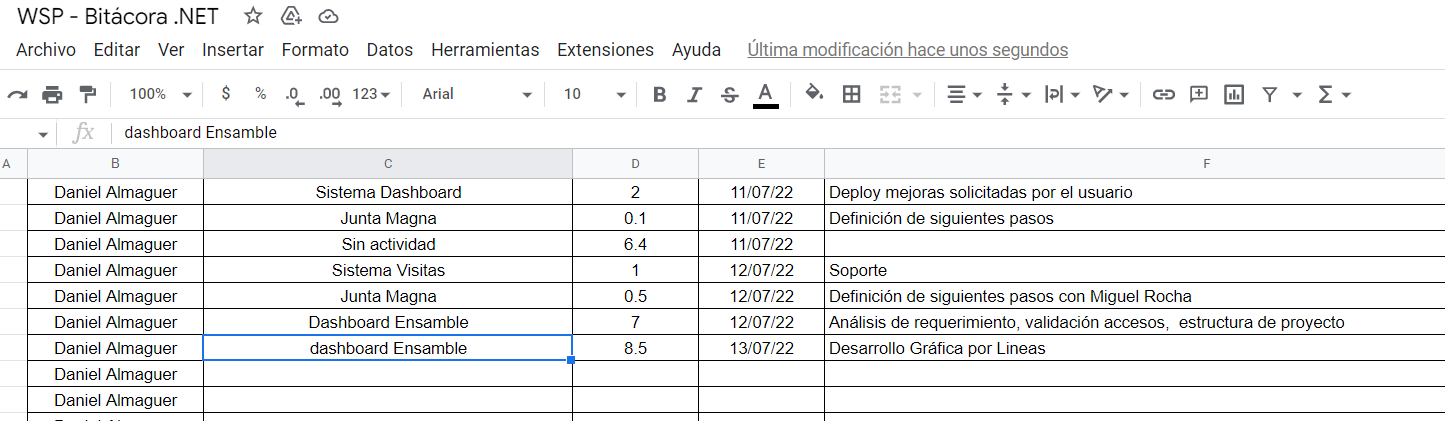 WSP - Bitácora .NET
Archivo Editar Ver Insertar Formato Datos Herramientas Extensiones Ayuda Última modificación hace unos segundos
100% $ % .0 .00 123 Arial 10 B I S A
fx dashboard Ensamble
A B C D E F
Daniel Almaguer Sistema Dashboard 2 11/07/22 Deploy mejoras solicitadas por el usuario
Daniel Almaguer Junta Magna 0.1 11/07/22 Definición de siguientes pasos
Daniel Almaguer Sin actividad 6.4 11/07/22
Daniel Almaguer Sistema Visitas 1 12/07/22 Soporte
Daniel Almaguer Junta Magna 0.5 12/07/22 Definición de siguientes pasos con Miguel Rocha
Daniel Almaguer Dashboard Ensamble 7 12/07/22 Análisis de requerimiento, validación accesos, estructura de proyecto
Daniel Almaguer dashboard Ensamble 8.5 13/07/22 Desarrollo Gráfica por Lineas
Daniel Almaguer
Daniel Almaguer